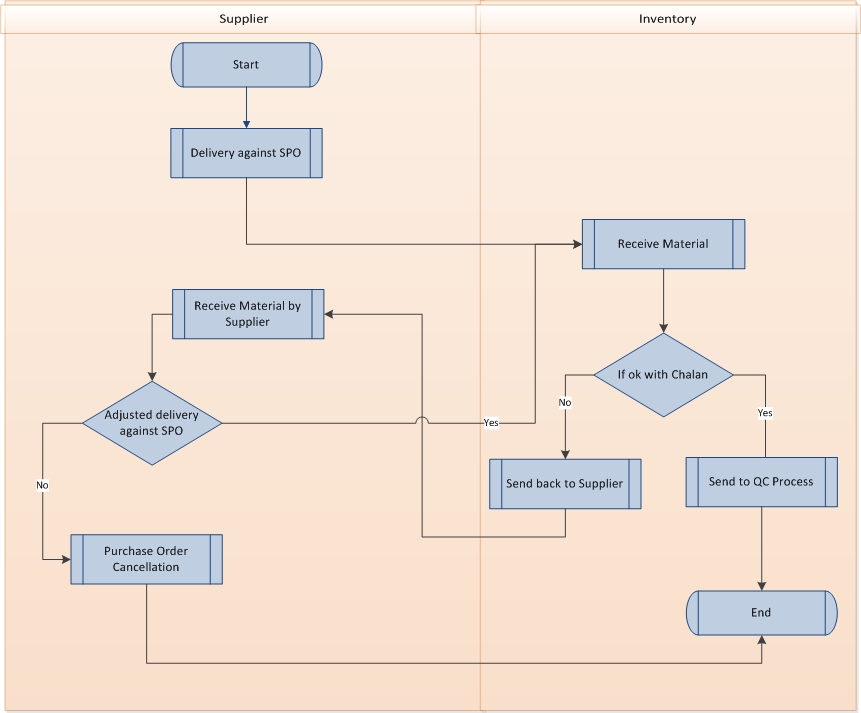 Supplier
Inventory
Start
Delivery against SPO
Receive Material
Receive Material by
Supplier
If ok with Chalan
Adjusted delivery
against SPO
No
Yes
Yes
No
Send back to Supplier
Send to QC Process
Purchase Order
Cancellation
End